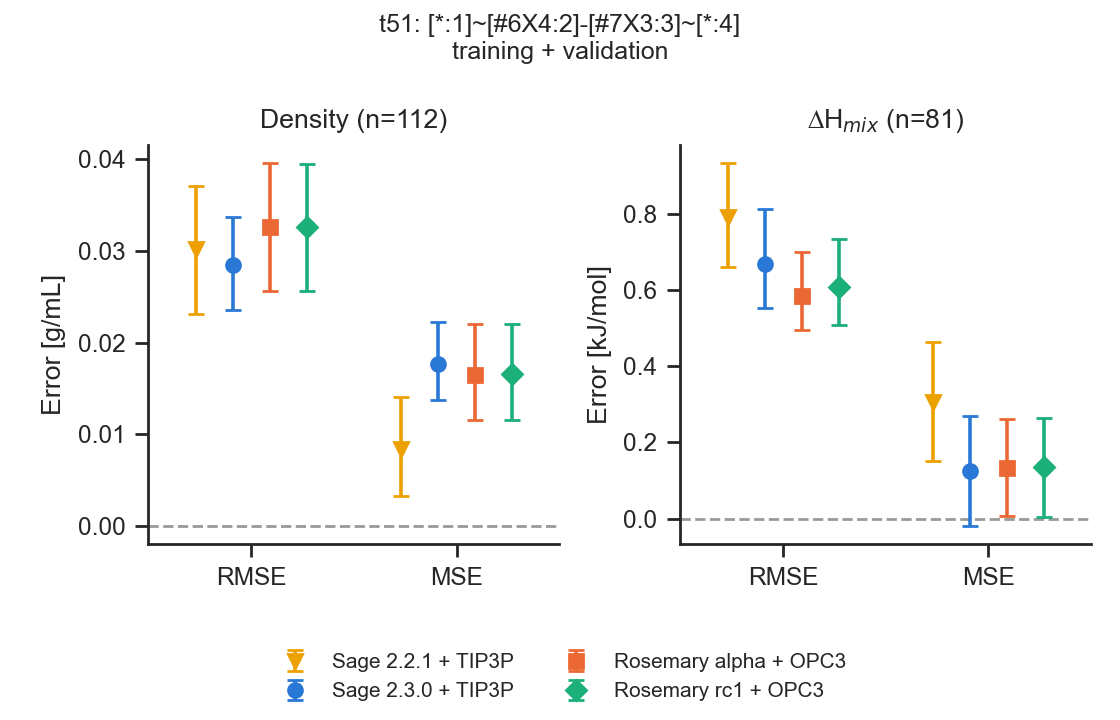 t51: [*:1]~[#6X4:2]-[#7X3:3]~[*:4]
training + validation
Density (n=112)
0.04
0.03
0.02
0.01
0.00
Error [g/mL]
RMSE
MSE
ΔHmix (n=81)
0.8
0.6
0.4
0.2
0.0
Error [kJ/mol]
RMSE
MSE
Sage 2.2.1 + TIP3P
Sage 2.3.0 + TIP3P
Rosemary alpha + OPC3
Rosemary rc1 + OPC3